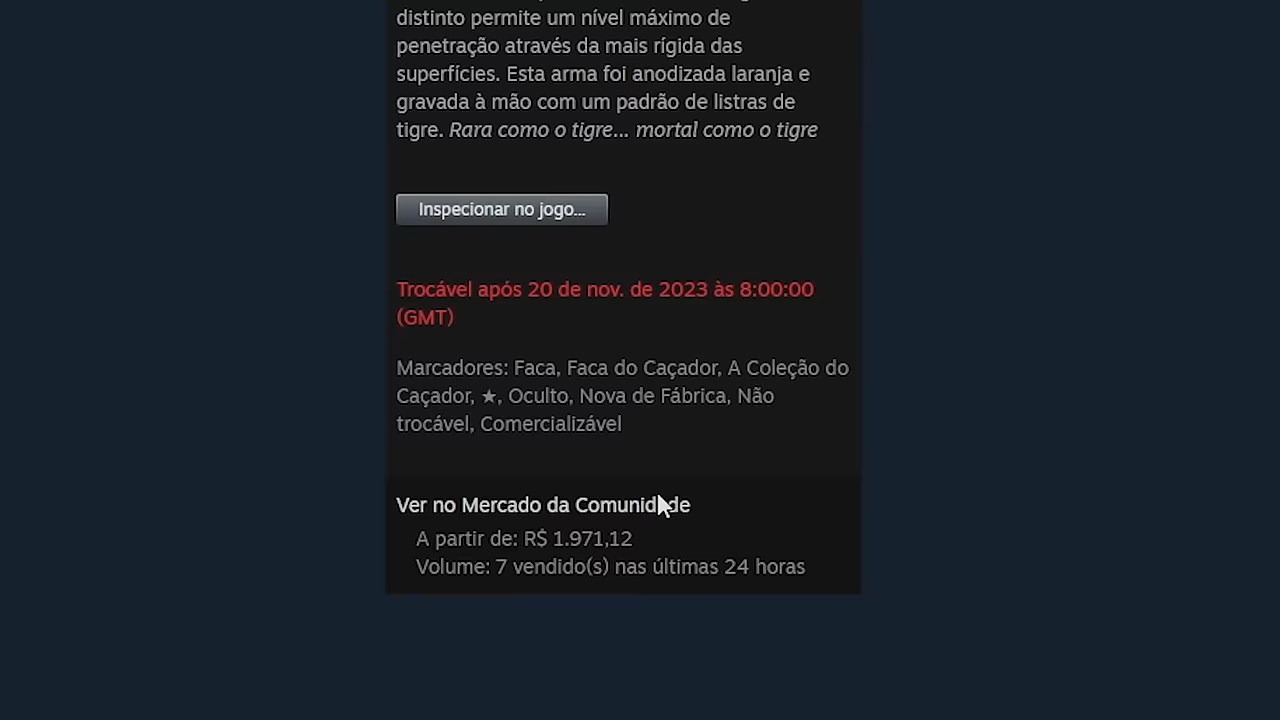 distinto permite um nível máximo de
penetração através da mais rígida das
superfícies. Esta arma foi anodizada laranja e
gravada à mão com um padrão de listras de
tigre. Rara como o tigre... mortal como o tigre
Inspecionar no jogo...
Trocável após 20 de nov. de 2023 às 8:00:00
(GMT)
Marcadores: Faca, Faca do Caçador, A Coleção do
Caçador, ★, Oculto, Nova de Fábrica, Não
trocável, Comercializável
Ver no Mercado da Comunidade
A partir de: R$ 1.971,12
Volume: 7 vendido(s) nas últimas 24 horas